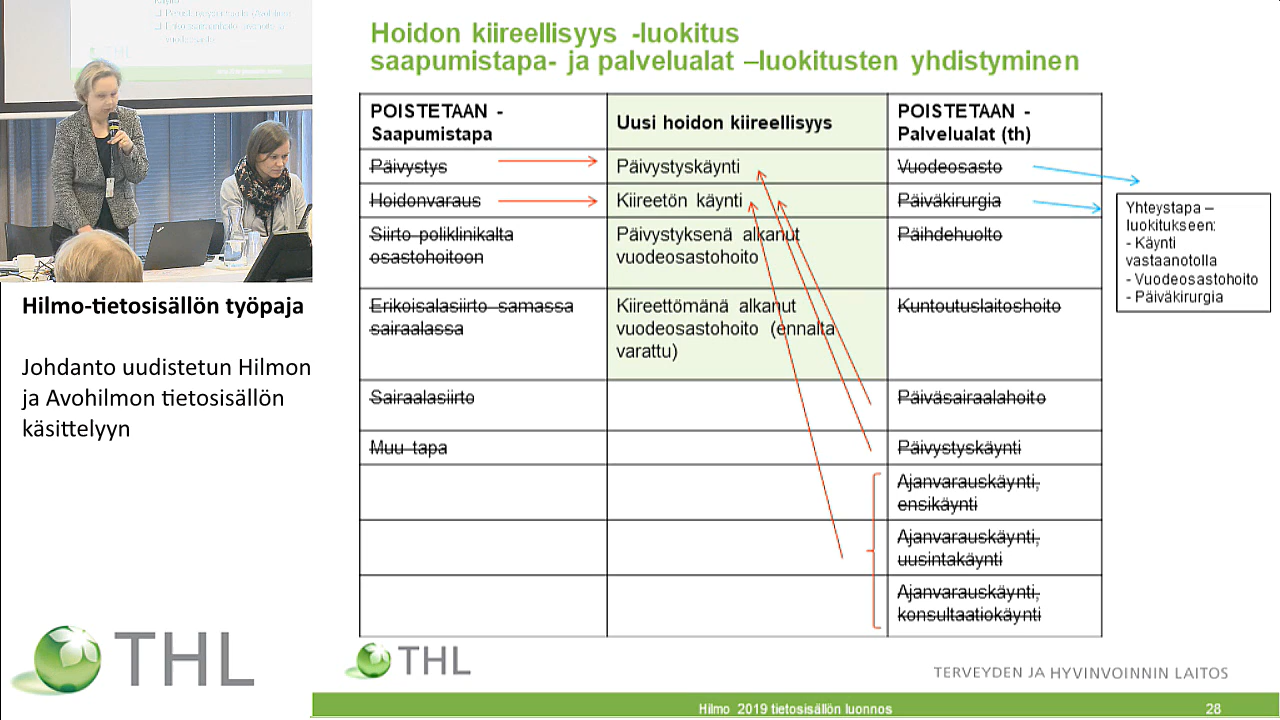 Hoidon kiireellisyys -luokitus
saapumistapa- ja palvelualat –luokitusten yhdistyminen
POISTETAAN -
Saapumistapa
Uusi hoidon kiireellisyys
POISTETAAN -
Palvelualat (th)
Päivystys
Päivystyskäynti
Vuodeosasto
Hoidonvaraus
Kiireetön käynti
Päiväkirurgia
Siirto poliklinikalta
osastohoitoon
Päivystyksenä alkanut
vuodeosastohoito
Päihdehuolto
Erikoisalasiirto samassa
sairaalassa
Kiireettömänä alkanut
vuodeosastohoito (ennalta
varattu)
Kuntoutuslaitoshoito
Sairaalasiirto
Päiväsairaalahoito
Muu tapa
Päivystyskäynti
Ajanvarauskäynti,
ensikäynti
Ajanvarauskäynti,
uusintakäynti
Ajanvarauskäynti,
konsultaatiokäynti
Yhteystapa –
luokitukseen:
- Käynti
vastaanotolla
- Vuodeosastohoito
- Päiväkirurgia
Hilmo-tietosisällön työpaja
Johdanto uudistetun Hilmon
ja Avohilmon tietosisällön
käsittelyyn
THL
THL
TERVEYDEN JA HYVINVOINNIN LAITOS
Hilmo 2019 tietosisällön luonnos
28